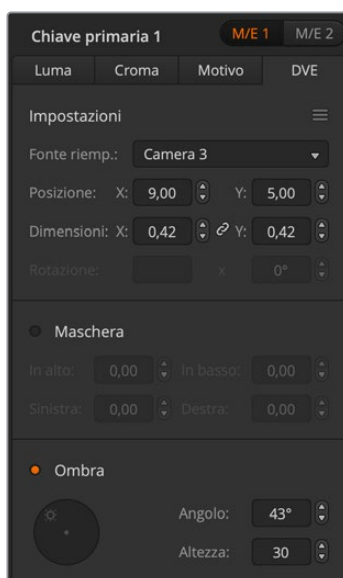 Chiave primaria 1 M/E 1 M/E 2
Luma Croma Motivo DVE
Impostazioni
Fonte riemp.: Camera 3
Posizione: X: 9,00 Y: 5,00
Dimensioni: X: 0,42 Y: 0,42
Rotazione: x 0°
Maschera
In alto: 0,00 In basso: 0,00
Sinistra: 0,00 Destra: 0,00
Ombra
Angolo: 43°
Altezza: 30